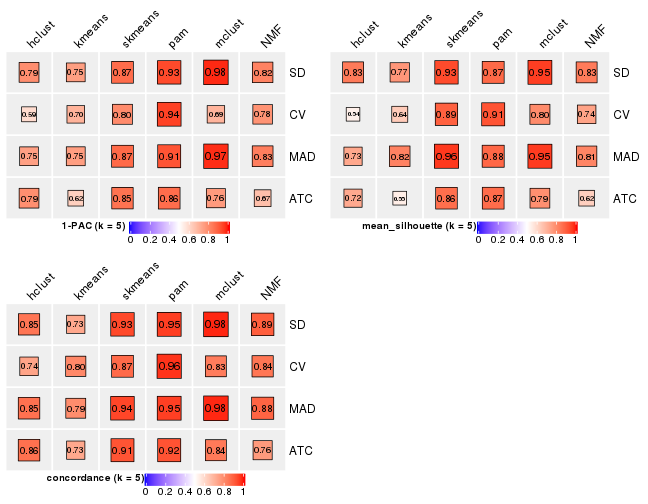 hclust kmeans skmeans pam mclust NMF
0.79 0.75 0.87 0.93 0.98 0.82 SD
0.59 0.70 0.80 0.94 0.69 0.78 CV
0.75 0.75 0.87 0.91 0.97 0.83 MAD
0.79 0.62 0.85 0.86 0.76 0.67 ATC
1-PAC (k = 5)
0 0.2 0.4 0.6 0.8 1
hclust kmeans skmeans pam mclust NMF
0.83 0.77 0.93 0.87 0.95 0.83 SD
0.54 0.64 0.89 0.91 0.80 0.74 CV
0.73 0.82 0.96 0.88 0.95 0.81 MAD
0.72 0.55 0.86 0.87 0.79 0.62 ATC
mean_silhouette (k = 5)
0 0.2 0.4 0.6 0.8 1
hclust kmeans skmeans pam mclust NMF
0.85 0.73 0.93 0.95 0.98 0.89 SD
0.74 0.80 0.87 0.96 0.83 0.84 CV
0.85 0.79 0.94 0.95 0.98 0.88 MAD
0.86 0.73 0.91 0.92 0.84 0.76 ATC
concordance (k = 5)
0 0.2 0.4 0.6 0.8 1